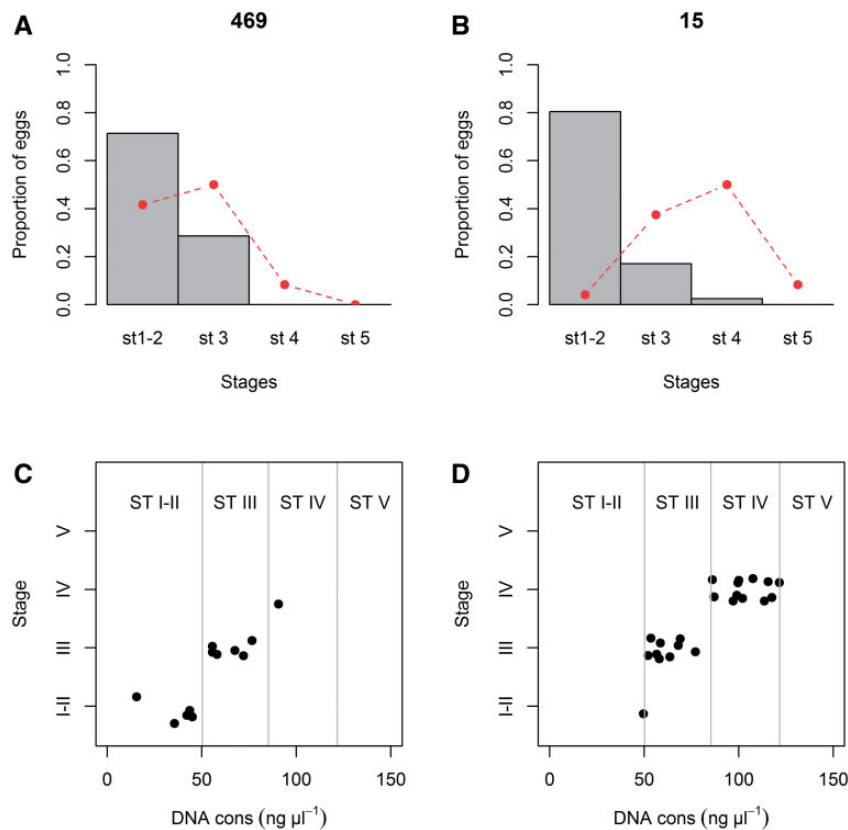 A
469
B
15
Proportion of eggs
1.0
0.8
0.6
0.4
0.2
0.0
st1-2 st 3 st 4 st 5
Stages
Proportion of eggs
1.0
0.8
0.6
0.4
0.2
0.0
st1-2 st 3 st 4 st 5
Stages
C
Stage
V
IV
III
I-II
ST I-II ST III ST IV ST V
0 50 100 150
DNA cons (ng µl⁻¹)
D
Stage
V
IV
III
I-II
ST I-II ST III ST IV ST V
0 50 100 150
DNA cons (ng µl⁻¹)